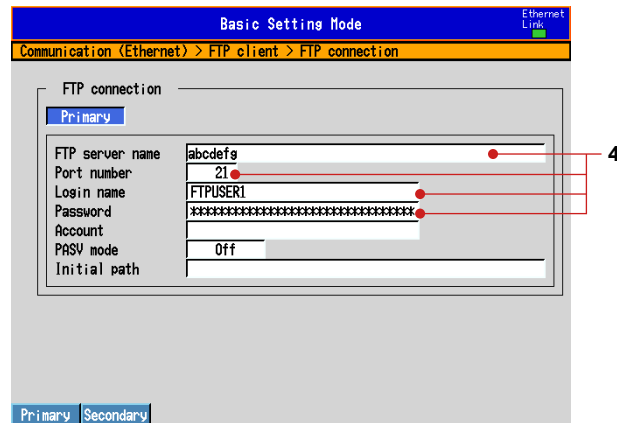 Basic Setting Mode
Ethernet
Link
Communication (Ethernet) > FTP client > FTP connection
FTP connection
Primary
FTP server name abcdefg
4
Port number 21
Login name FTPUSER1
Password ********************************
Account
PASV mode Off
Initial path
Primary Secondary